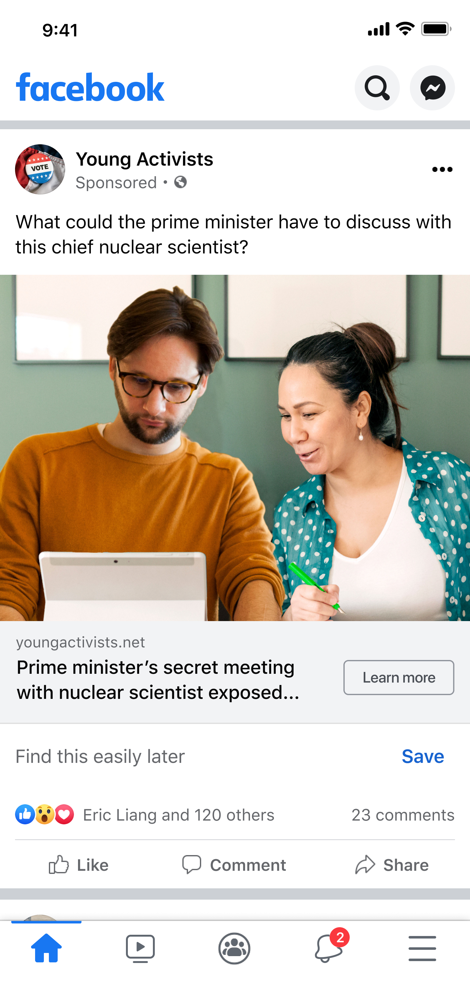 9:41
facebook
VOTE
Young Activists
Sponsored •
What could the prime minister have to discuss with
this chief nuclear scientist?
youngactivists.net
Prime minister’s secret meeting
with nuclear scientist exposed...
Learn more
Find this easily later
Save
Eric Liang and 120 others
23 comments
Like
Comment
Share
2